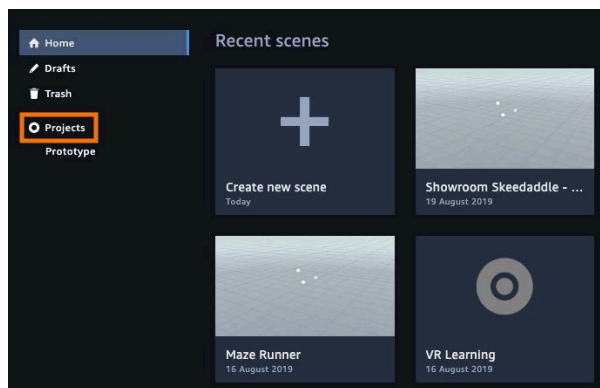 Home
Drafts
Trash
Projects
Prototype
Recent scenes
Create new scene
Today
Showroom Skeedaddle - ...
19 August 2019
Maze Runner
16 August 2019
VR Learning
16 August 2019